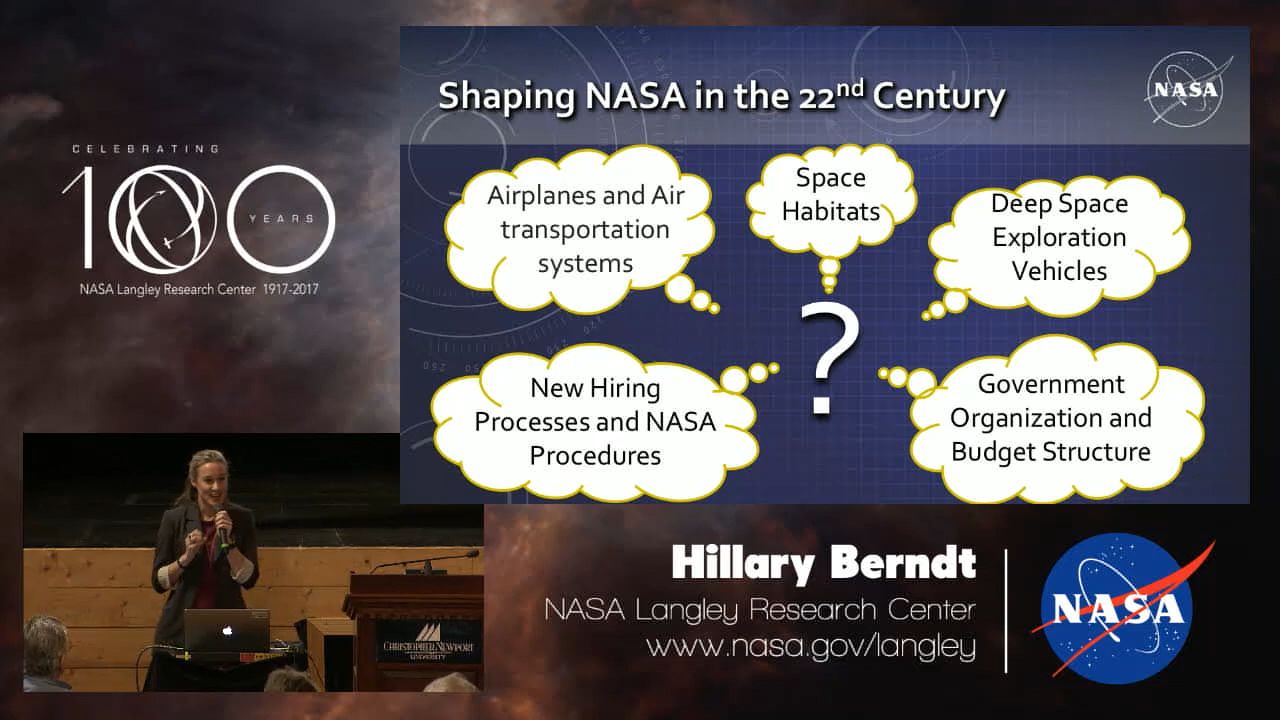 CELEBRATING
100
YEARS
NASA Langley Research Center 1917-2017
Shaping NASA in the 22nd Century
NASA
Airplanes and Air
transportation
systems
Space
Habitats
Deep Space
Exploration
Vehicles
?
New Hiring
Processes and NASA
Procedures
Government
Organization and
Budget Structure
CHRISTOPHER NEWPORT
UNIVERSITY
Hillary Berndt
NASA Langley Research Center
www.nasa.gov/langley
NASA